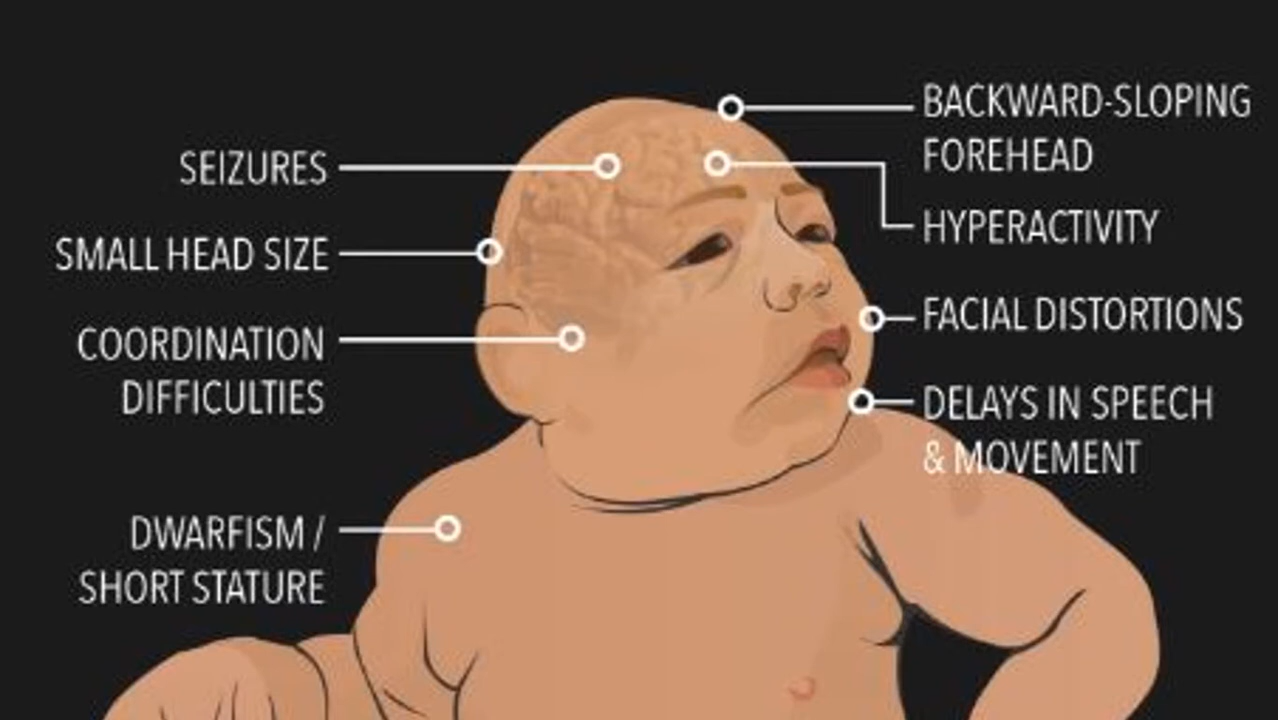 SEIZURES
SMALL HEAD SIZE
COORDINATION
DIFFICULTIES
DWARFISM /
SHORT STATURE
BACKWARD-SLOPING
FOREHEAD
HYPERACTIVITY
FACIAL DISTORTIONS
DELAYS IN SPEECH
& MOVEMENT